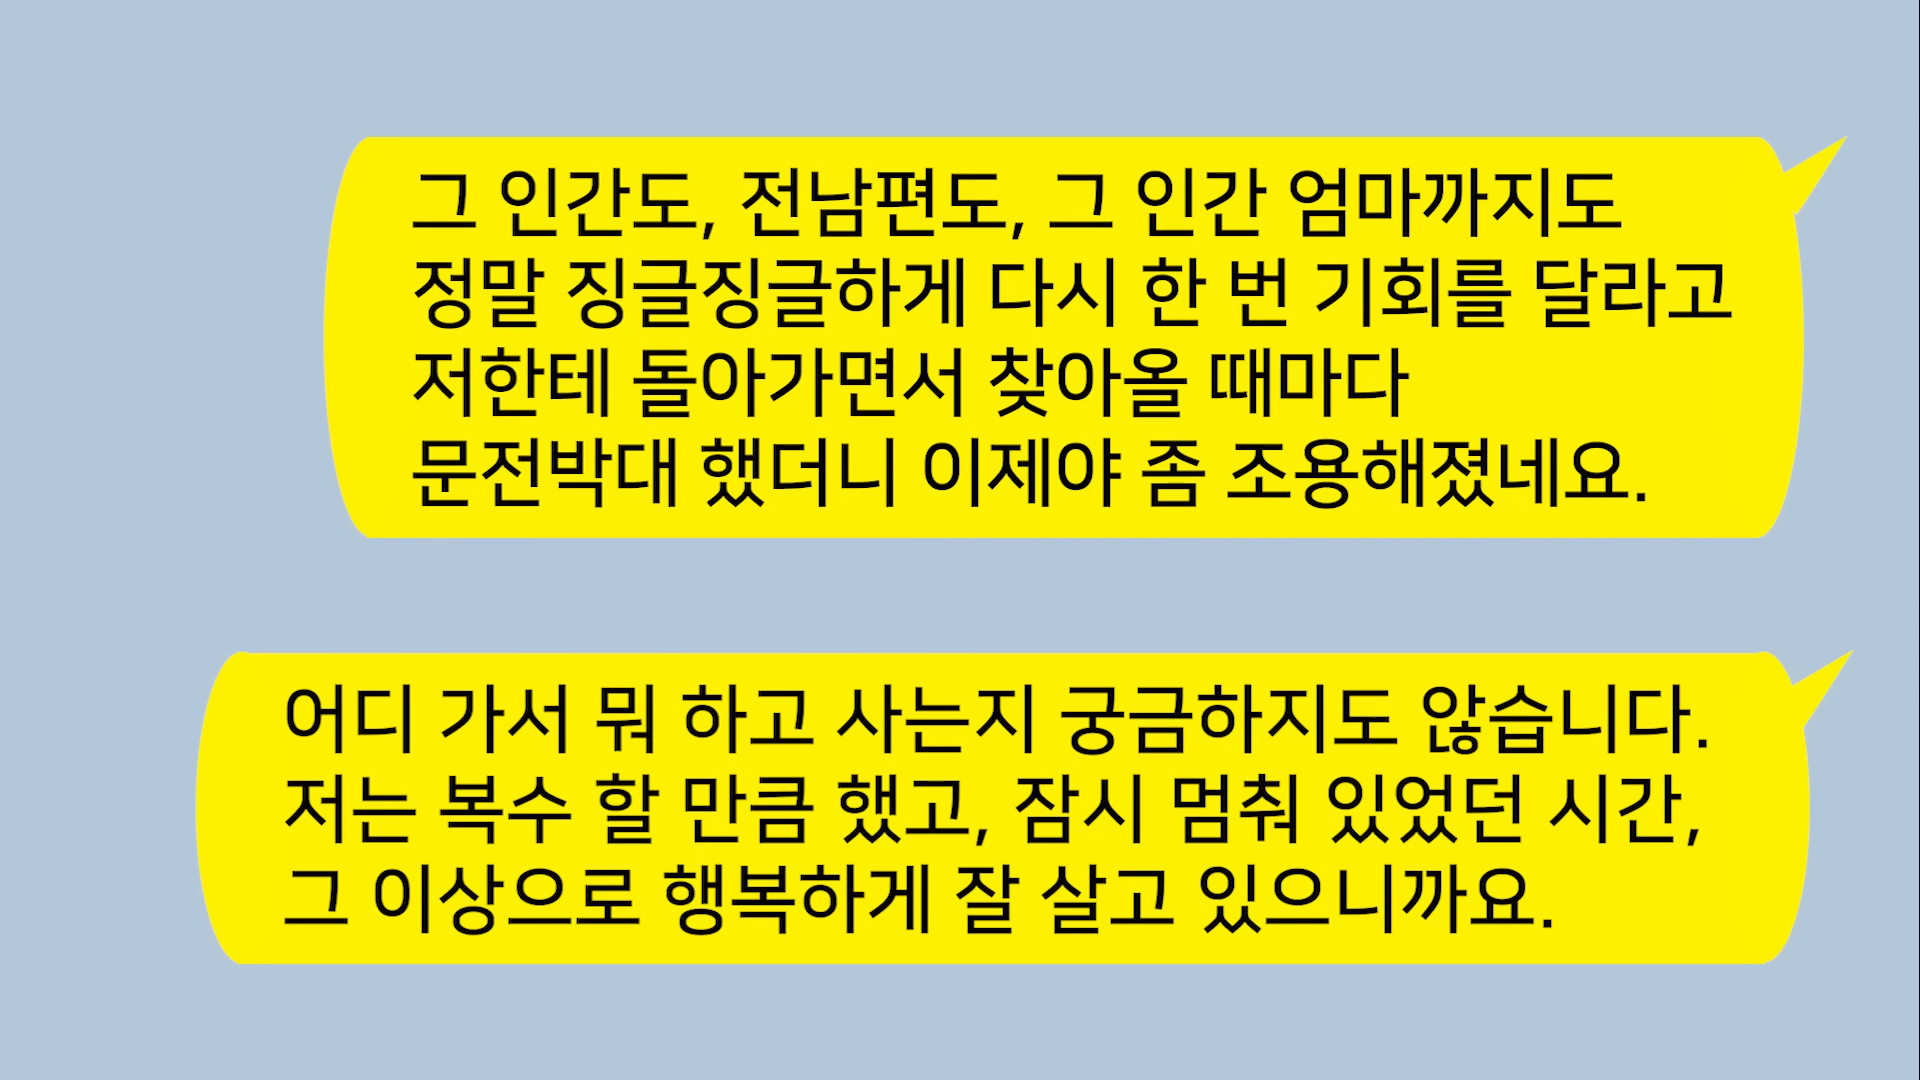 그 인간도, 전남편도, 그 인간 엄마까지도
정말 징글징글하게 다시 한 번 기회를 달라고
저한테 돌아가면서 찾아올 때마다
문전박대 했더니 이제야 좀 조용해졌네요.
어디 가서 뭐 하고 사는지 궁금하지도 않습니다.
저는 복수 할 만큼 했고, 잠시 멈춰 있었던 시간,
그 이상으로 행복하게 잘 살고 있으니까요.